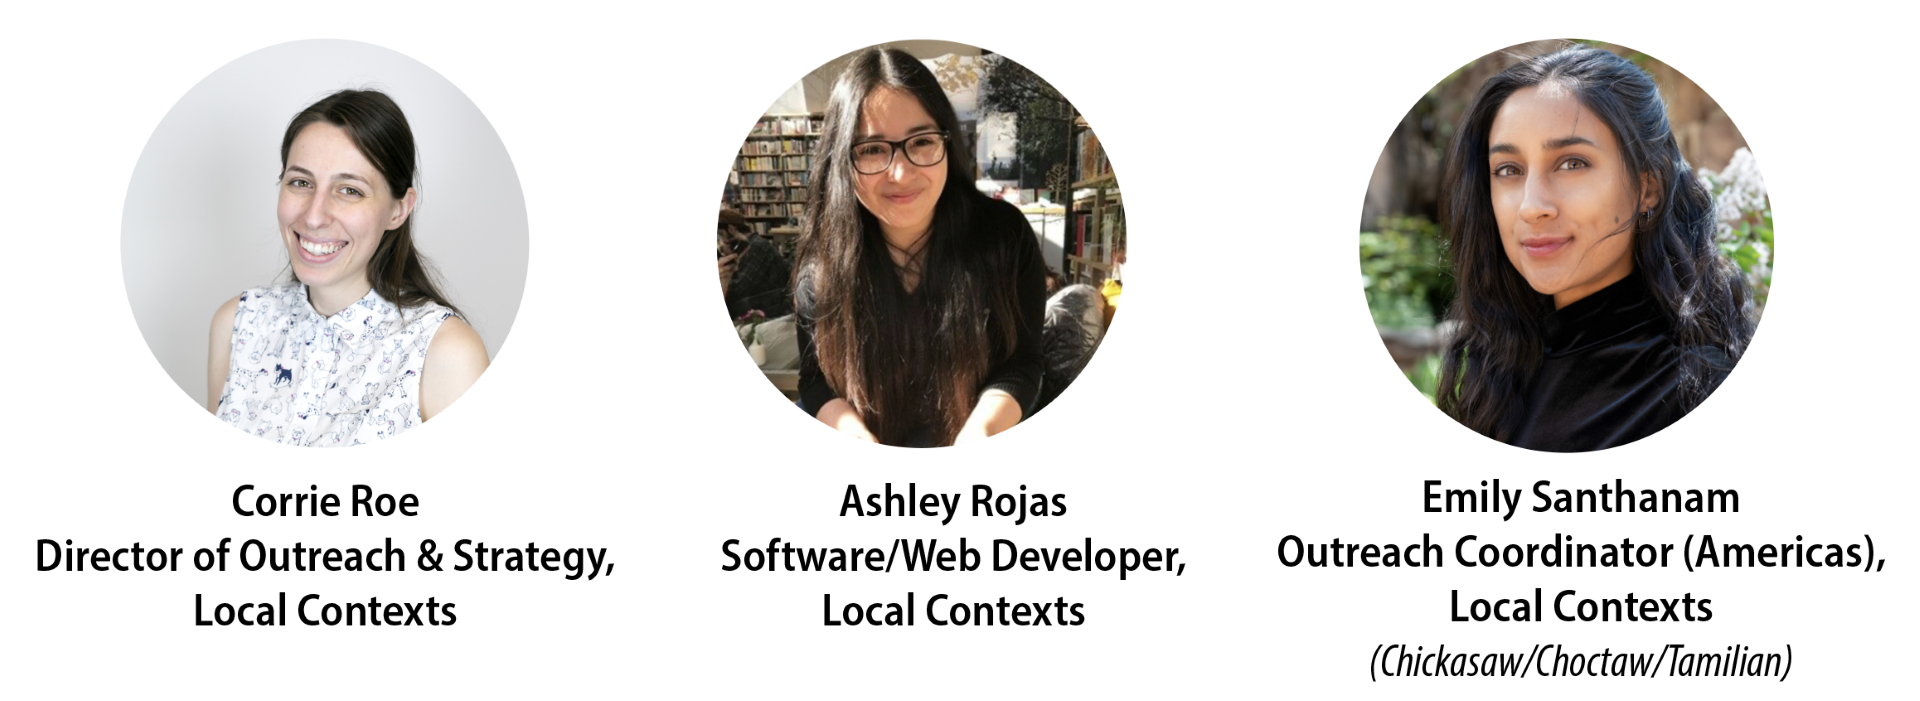 Corrie Roe
Director of Outreach & Strategy,
Local Contexts
Ashley Rojas
Software/Web Developer,
Local Contexts
Emily Santhanam
Outreach Coordinator (Americas),
Local Contexts
(Chickasaw/Choctaw/Tamilian)